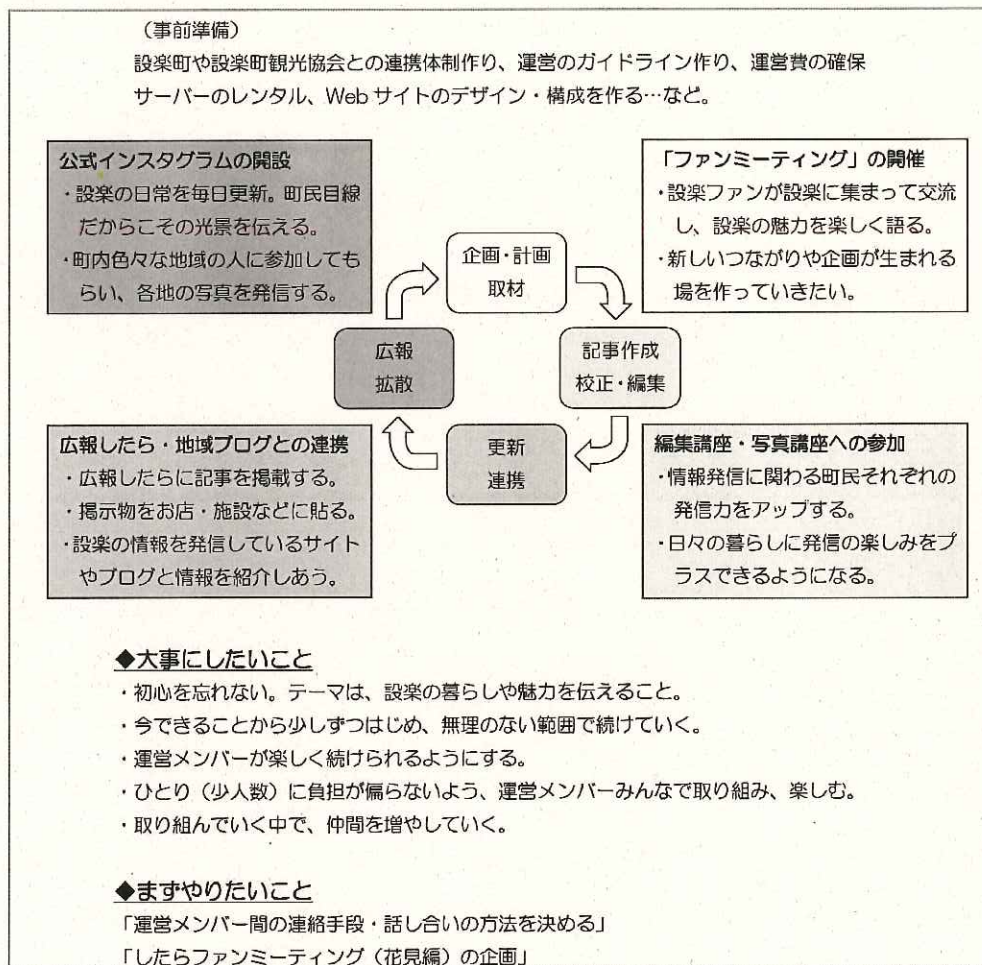 （事前準備）
設楽町や設楽町観光協会との連携体制作り、運営のガイドライン作り、運営費の確保
サーバーのレンタル、Webサイトのデザイン・構成を作る…など。
公式インスタグラムの開設
・設楽の日常を毎日更新。町民目線
だからこその光景を伝える。
・町内色々な地域の人に参加しても
らい、各地の写真を発信する。
「ファンミーティング」の開催
・設楽ファンが設楽に集まって交流
し、設楽の魅力を楽しく語る。
・新しいつながりや企画が生まれる
場を作っていきたい。
企画・計画
取材
広報
拡散
記事作成
校正・編集
更新
連携
広報したら・地域ブログとの連携
・広報したらに記事を掲載する。
・掲示物をお店・施設などに貼る。
・設楽の情報を発信しているサイト
やブログと情報を紹介しあう。
編集講座・写真講座への参加
・情報発信に関わる町民それぞれの
発信力をアップする。
・日々の暮らしに発信の楽しみをプ
ラスできるようになる。
◆大事にしたいこと
・初心を忘れない。テーマは、設楽の暮らしや魅力を伝えること。
・今できることから少しずつはじめ、無理のない範囲で続けていく。
・運営メンバーが楽しく続けられるようにする。
・ひとり（少人数）に負担が偏らないよう、運営メンバーみんなで取り組み、楽しむ。
・取り組んでいく中で、仲間を増やしていく。
◆まずやりたいこと
「運営メンバー間の連絡手段・話し合いの方法を決める」
「したらファンミーティング（花見編）の企画」